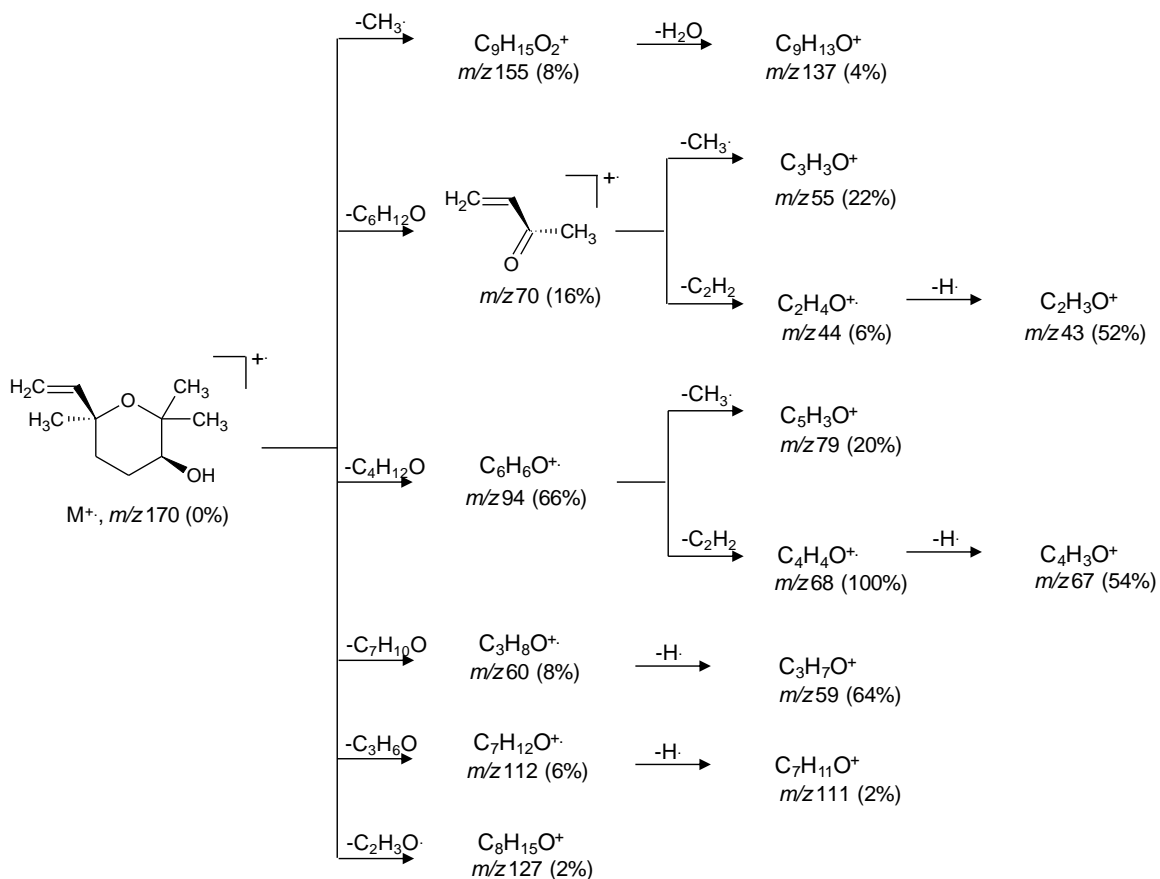 -CH₃·
C₉H₁₅O₂⁺
m/z 155 (8%)
-H₂O
C₉H₁₃O⁺
m/z 137 (4%)
-C₆H₁₂O
H₂C
CH₃
O
+·
m/z 70 (16%)
-CH₃·
C₃H₃O⁺
m/z 55 (22%)
-C₂H₂
C₂H₄O⁺·
m/z 44 (6%)
-H·
C₂H₃O⁺
m/z 43 (52%)
+·
H₂C
H₃C
O
CH₃
CH₃
OH
M⁺·, m/z 170 (0%)
-C₄H₁₂O
C₆H₆O⁺·
m/z 94 (66%)
-CH₃·
C₅H₃O⁺
m/z 79 (20%)
-C₂H₂
C₄H₄O⁺·
m/z 68 (100%)
-H·
C₄H₃O⁺
m/z 67 (54%)
-C₇H₁₀O
C₃H₈O⁺·
m/z 60 (8%)
-H·
C₃H₇O⁺
m/z 59 (64%)
-C₃H₆O
C₇H₁₂O⁺·
m/z 112 (6%)
-H·
C₇H₁₁O⁺
m/z 111 (2%)
-C₂H₃O·
C₈H₁₅O⁺
m/z 127 (2%)